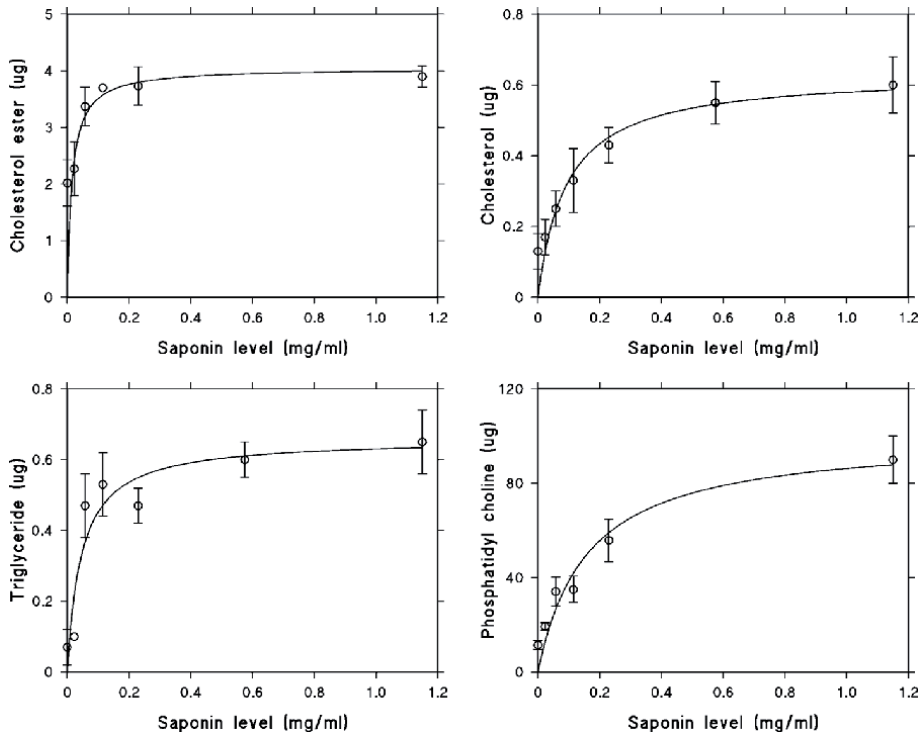 Cholesterol ester (ug)
5
4
3
2
1
0
0 0.2 0.4 0.6 0.8 1.0 1.2
Saponin level (mg/ml)
Cholesterol (ug)
0.8
0.6
0.4
0.2
0
0 0.2 0.4 0.6 0.8 1.0 1.2
Saponin level (mg/ml)
Triglyceride (ug)
0.8
0.6
0.4
0.2
0
0 0.2 0.4 0.6 0.8 1.0 1.2
Saponin level (mg/ml)
Phosphatidyl choline (ug)
120
80
40
0
0 0.2 0.4 0.6 0.8 1.0 1.2
Saponin level (mg/ml)